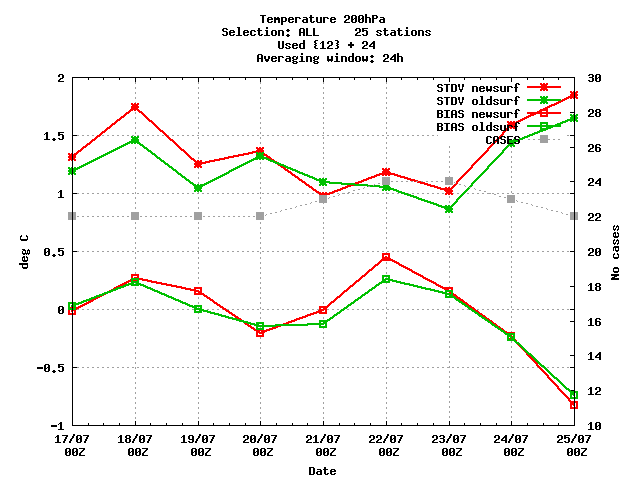 Temperature 200hPa
Selection: ALL 25 stations
Used {12} + 24
Averaging window: 24h
2
1.5
1
0.5
0
-0.5
-1
deg C
30
28
26
24
22
20
18
16
14
12
10
No cases
STDV newsurf
STDV oldsurf
BIAS newsurf
BIAS oldsurf
CASES
17/07 18/07 19/07 20/07 21/07 22/07 23/07 24/07 25/07
00Z 00Z 00Z 00Z 00Z 00Z 00Z 00Z 00Z
Date